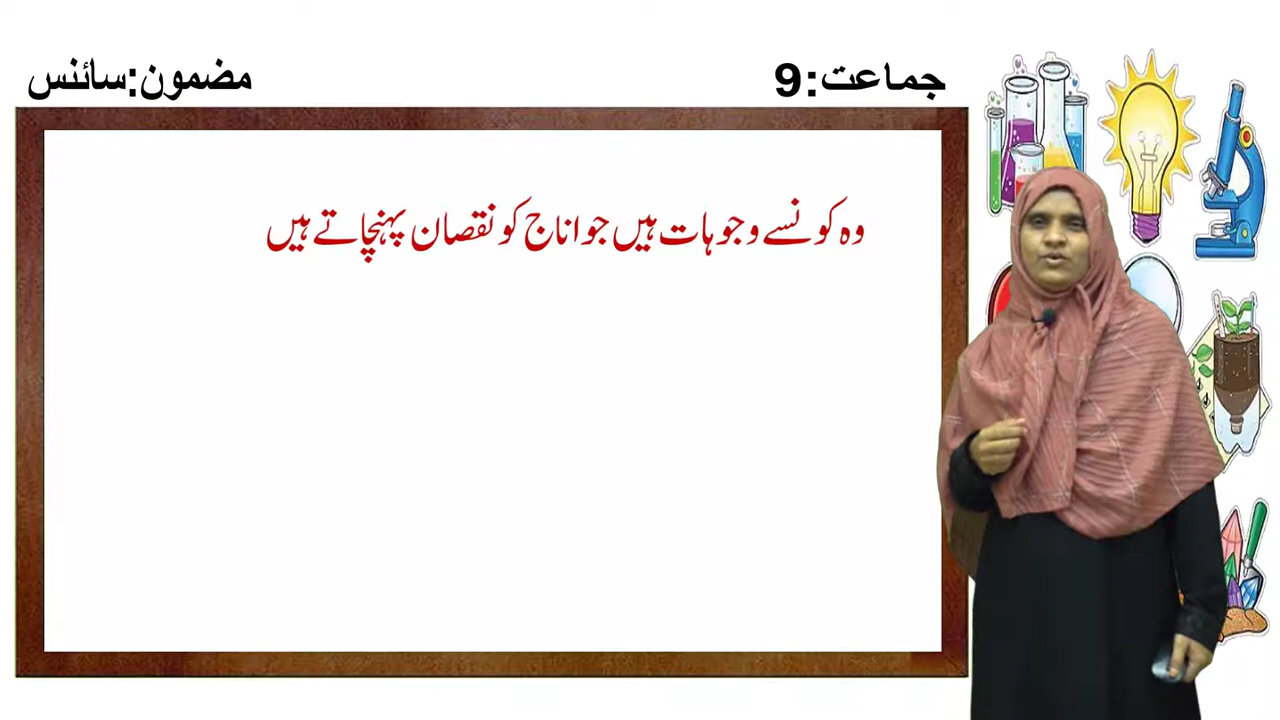 جماعت:9
مضمون:سائنس
وہ کونسے وجوہات ہیں جو اناج کو نقصان پہنچاتے ہیں